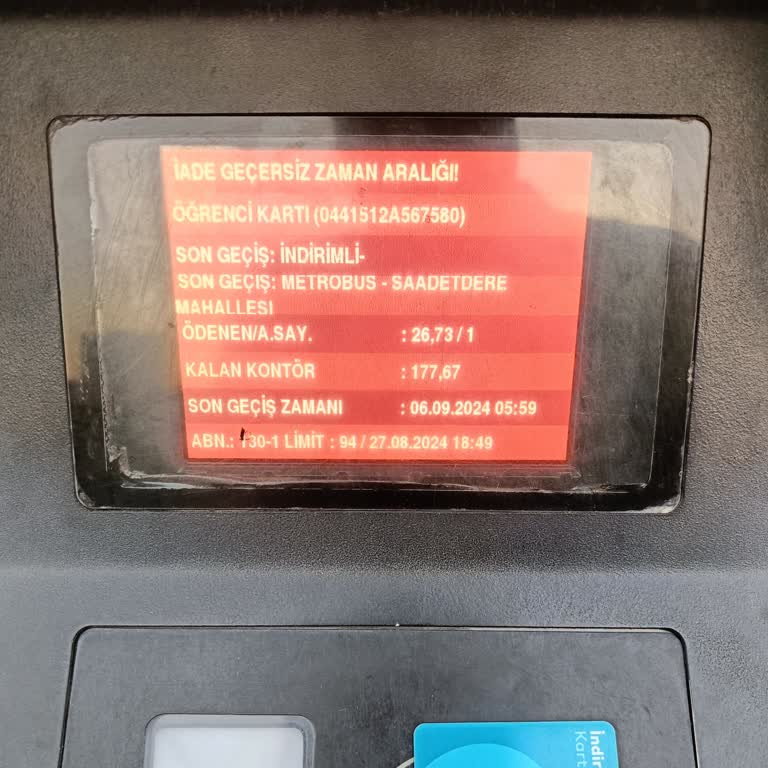 İADE GEÇERSİZ ZAMAN ARALIĞI!
ÖĞRENCİ KARTI (0441512A567580)
SON GEÇİŞ: İNDİRİMLİ-
SON GEÇİŞ: METROBUS - SAADETDERE
MAHALLESI
ÖDENEN/A.SAY. : 26,73 / 1
KALAN KONTÖR : 177,67
SON GEÇİŞ ZAMANI : 06.09.2024 05:59
ABN.: 130-1 LİMİT : 94 / 27.08.2024 18:49
İndir
Kart